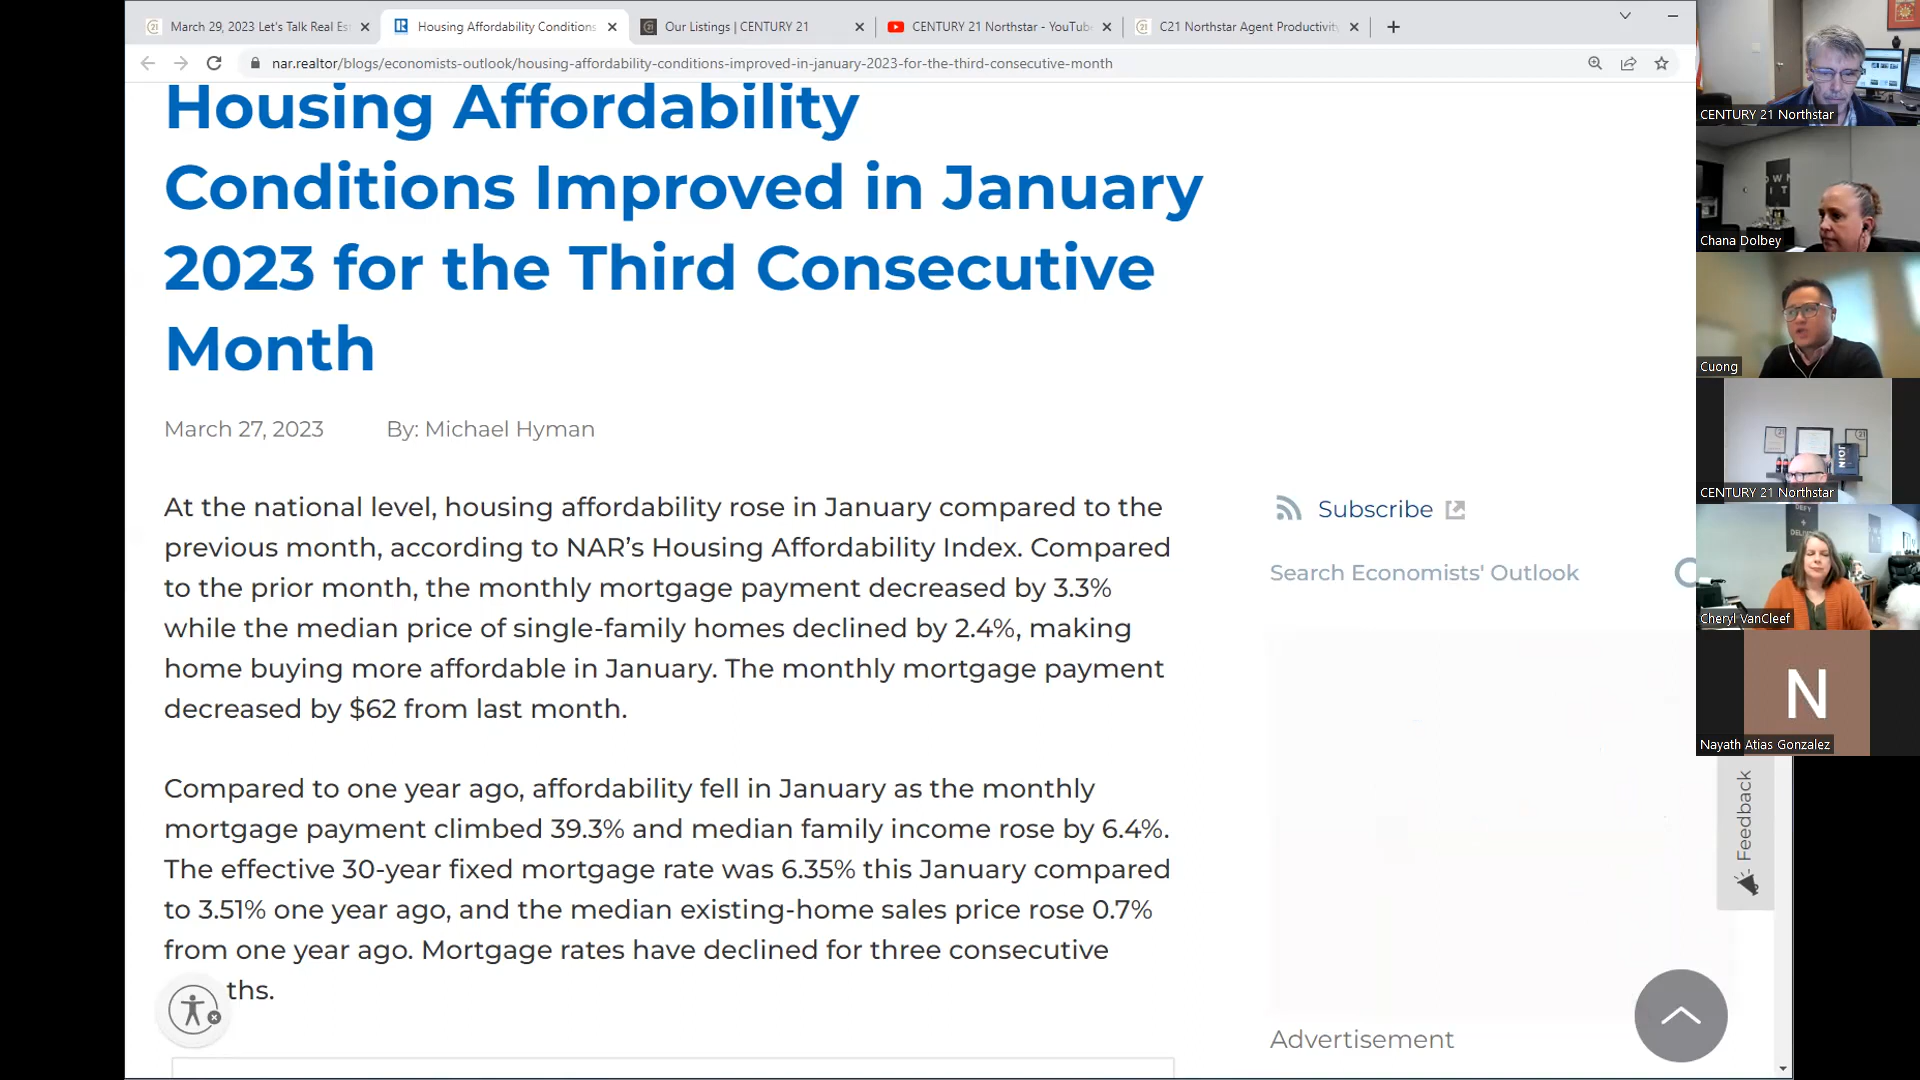 March 29, 2023 Let's Talk Real Es
Housing Affordability Conditions
Our Listings | CENTURY 21
CENTURY 21 Northstar - YouTub
C21 Northstar Agent Productivity
nar.realtor/blogs/economists-outlook/housing-affordability-conditions-improved-in-january-2023-for-the-third-consecutive-month
Housing Affordability
Conditions Improved in January
2023 for the Third Consecutive
Month
March 27, 2023 By: Michael Hyman
At the national level, housing affordability rose in January compared to the
previous month, according to NAR's Housing Affordability Index. Compared
to the prior month, the monthly mortgage payment decreased by 3.3%
while the median price of single-family homes declined by 2.4%, making
home buying more affordable in January. The monthly mortgage payment
decreased by $62 from last month.
Compared to one year ago, affordability fell in January as the monthly
mortgage payment climbed 39.3% and median family income rose by 6.4%.
The effective 30-year fixed mortgage rate was 6.35% this January compared
to 3.51% one year ago, and the median existing-home sales price rose 0.7%
from one year ago. Mortgage rates have declined for three consecutive
ths.
Subscribe
Search Economists' Outlook
Advertisement
Feedback
CENTURY 21 Northstar
Chana Dolbey
Cuong
CENTURY 21 Northstar
JOIN
DEFY
+
Cheryl VanCleef
N
Nayath Atias Gonzalez